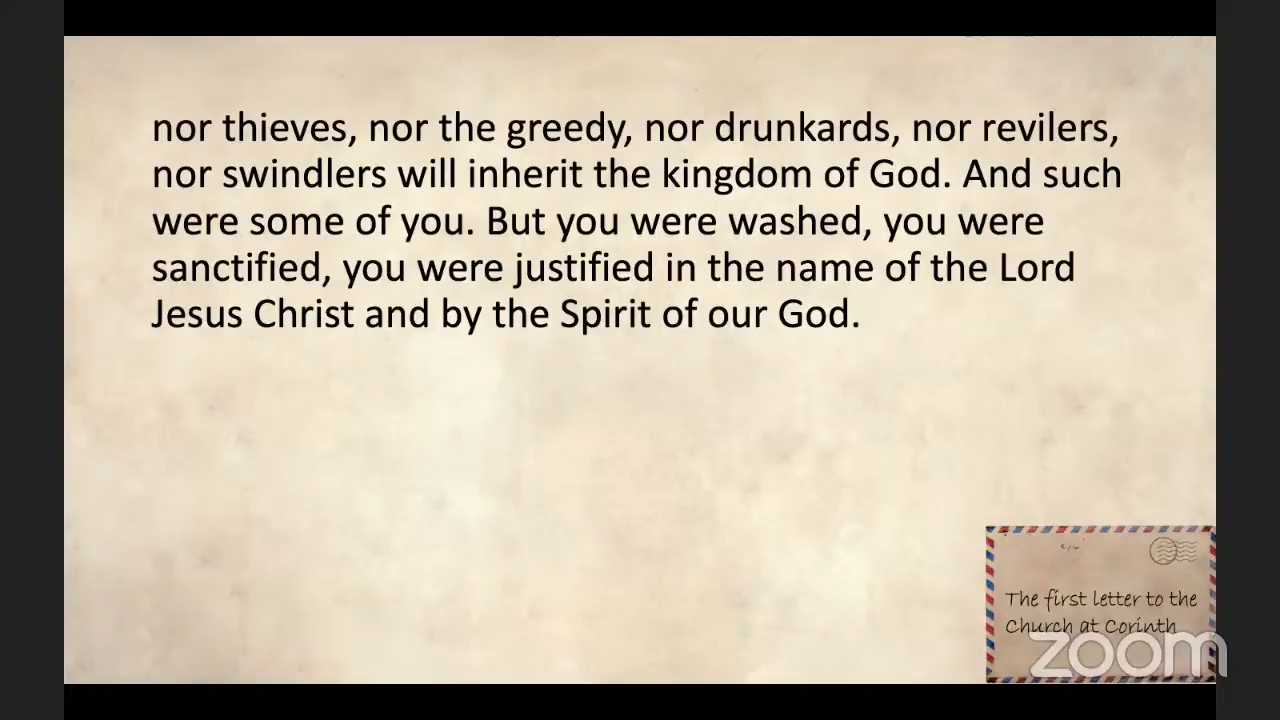 nor thieves, nor the greedy, nor drunkards, nor revilers,
nor swindlers will inherit the kingdom of God. And such
were some of you. But you were washed, you were
sanctified, you were justified in the name of the Lord
Jesus Christ and by the Spirit of our God.
The first letter to the
Church at Corinth
zoom